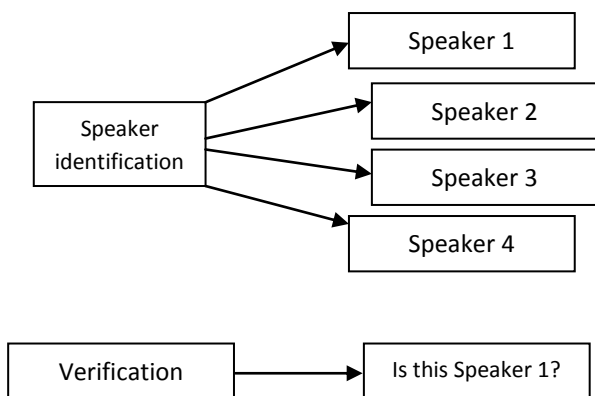 Speaker 1
Speaker 2
Speaker
identification
Speaker 3
Speaker 4
Verification
Is this Speaker 1?